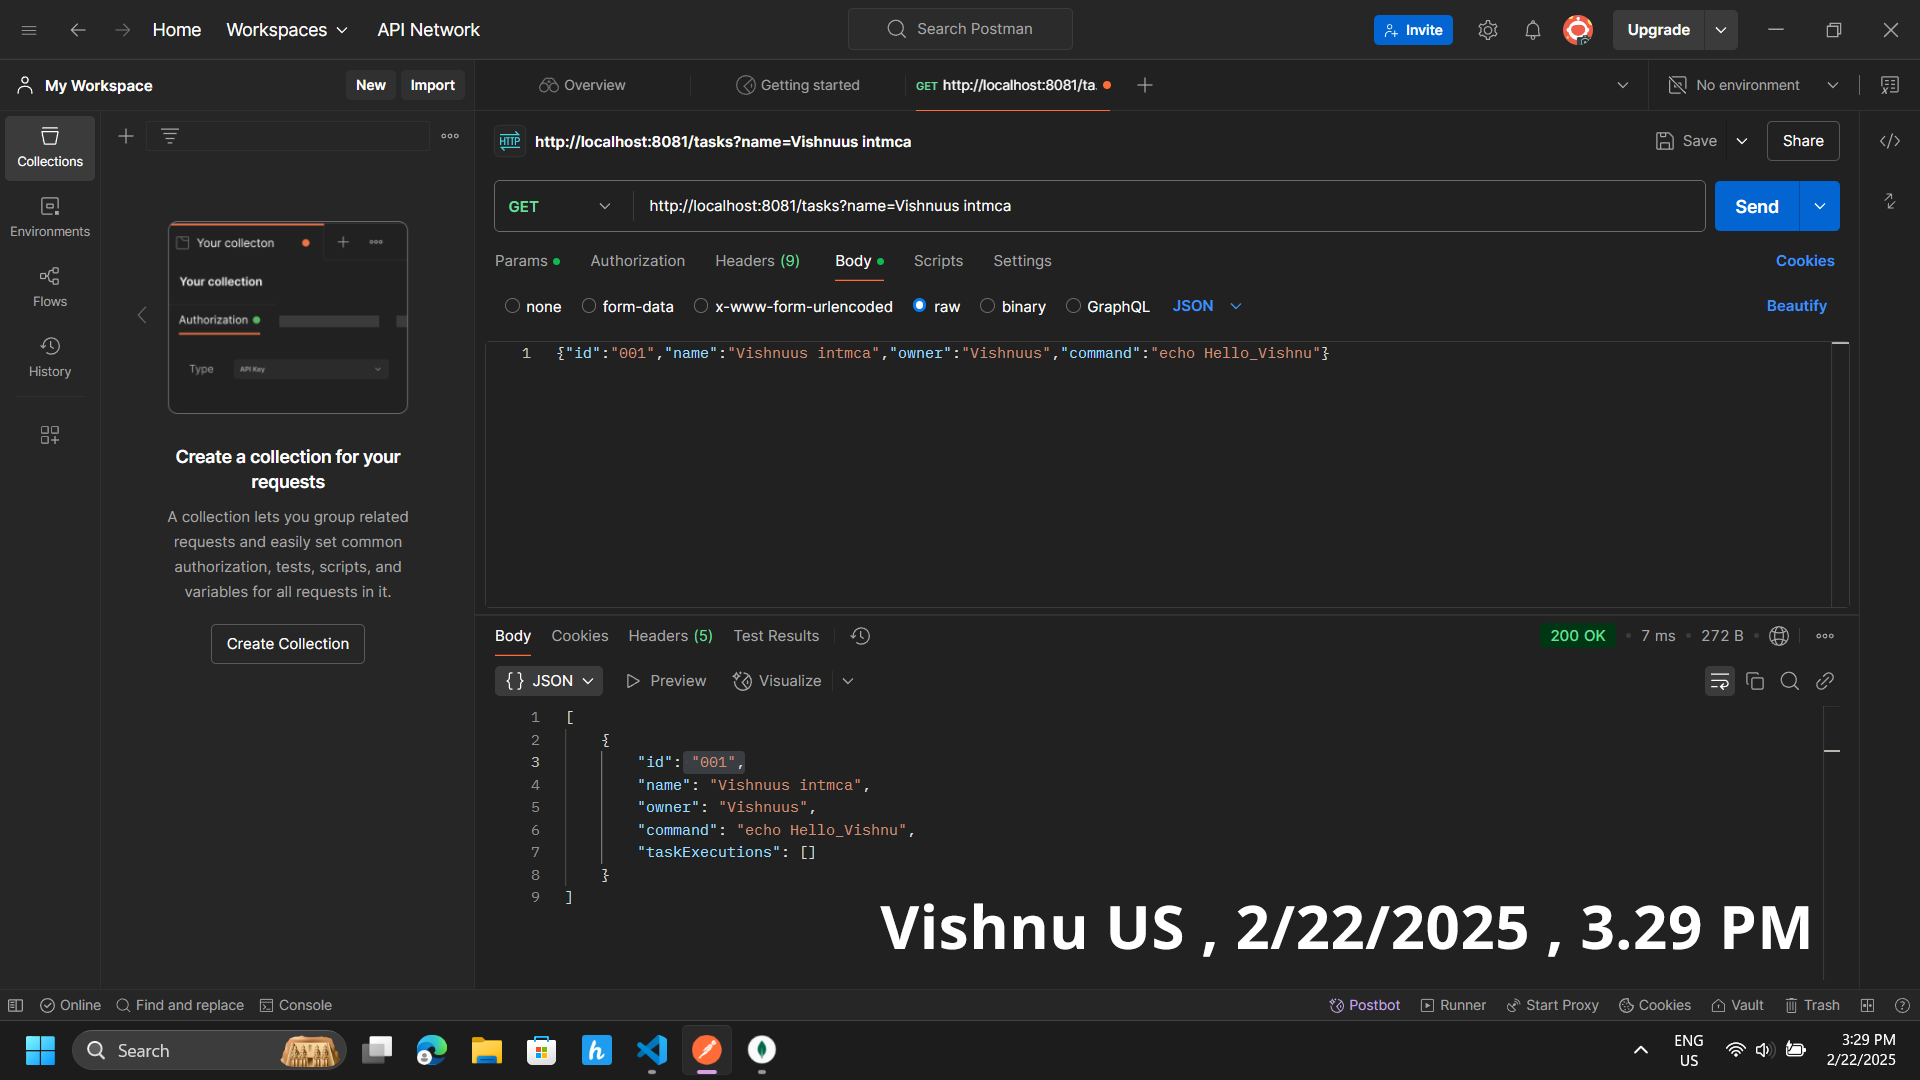 Home
Workspaces
API Network
Search Postman
Invite
Upgrade
My Workspace
New
Import
Overview
Getting started
GET http://localhost:8081/ta
No environment
Collections
Environments
Flows
History
Your collecton
Your collection
Authorization
Type
API Key
Create a collection for your
requests
A collection lets you group related
requests and easily set common
authorization, tests, scripts, and
variables for all requests in it.
Create Collection
HTTP
http://localhost:8081/tasks?name=Vishnuus intmca
Save
Share
GET
http://localhost:8081/tasks?name=Vishnuus intmca
Send
Params
Authorization
Headers (9)
Body
Scripts
Settings
Cookies
none
form-data
x-www-form-urlencoded
raw
binary
GraphQL
JSON
Beautify
1 {"id":"001","name":"Vishnuus intmca","owner":"Vishnuus","command":"echo Hello_Vishnu"}
Body
Cookies
Headers (5)
Test Results
200 OK
7 ms
272 B
{} JSON
Preview
Visualize
1 [
2 {
3 "id": "001",
4 "name": "Vishnuus intmca",
5 "owner": "Vishnuus",
6 "command": "echo Hello_Vishnu",
7 "taskExecutions": []
8 }
9 ]
Vishnu US , 2/22/2025 , 3.29 PM
Online
Find and replace
Console
Postbot
Runner
Start Proxy
Cookies
Vault
Trash
Search
ENG
US
3:29 PM
2/22/2025